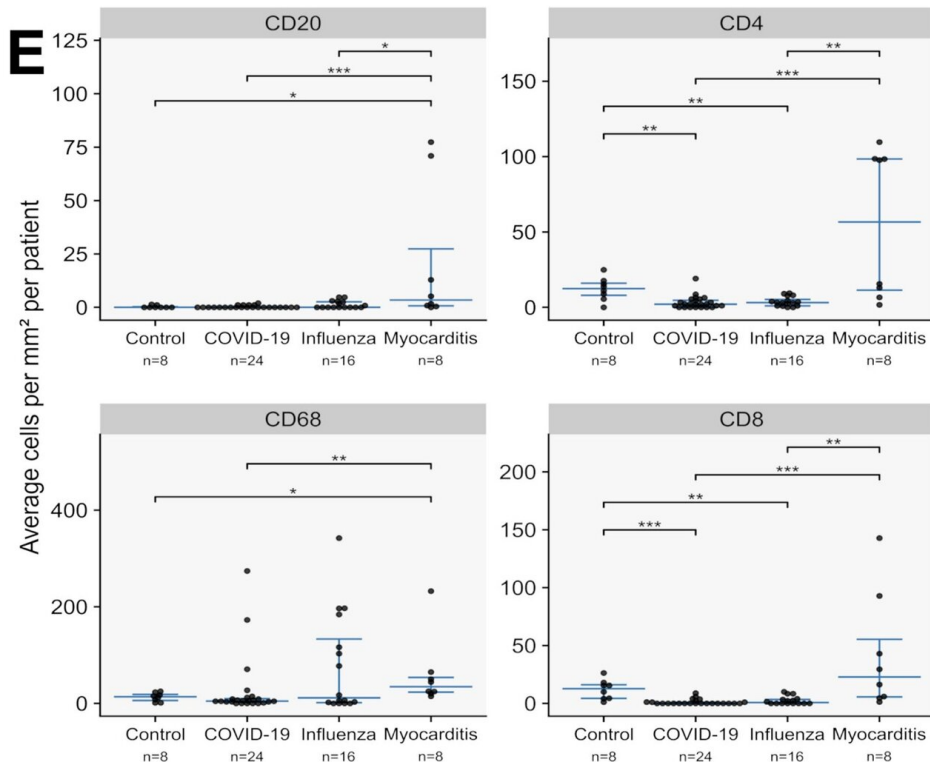 E
Average cells per mm² per patient
CD20
125
100
75
50
25
0
*
***
*
Control COVID-19 Influenza Myocarditis
n=8 n=24 n=16 n=8
CD4
150
100
50
0
**
***
**
**
Control COVID-19 Influenza Myocarditis
n=8 n=24 n=16 n=8
CD68
400
200
0
**
*
Control COVID-19 Influenza Myocarditis
n=8 n=24 n=16 n=8
CD8
200
150
100
50
0
**
***
**
***
Control COVID-19 Influenza Myocarditis
n=8 n=24 n=16 n=8